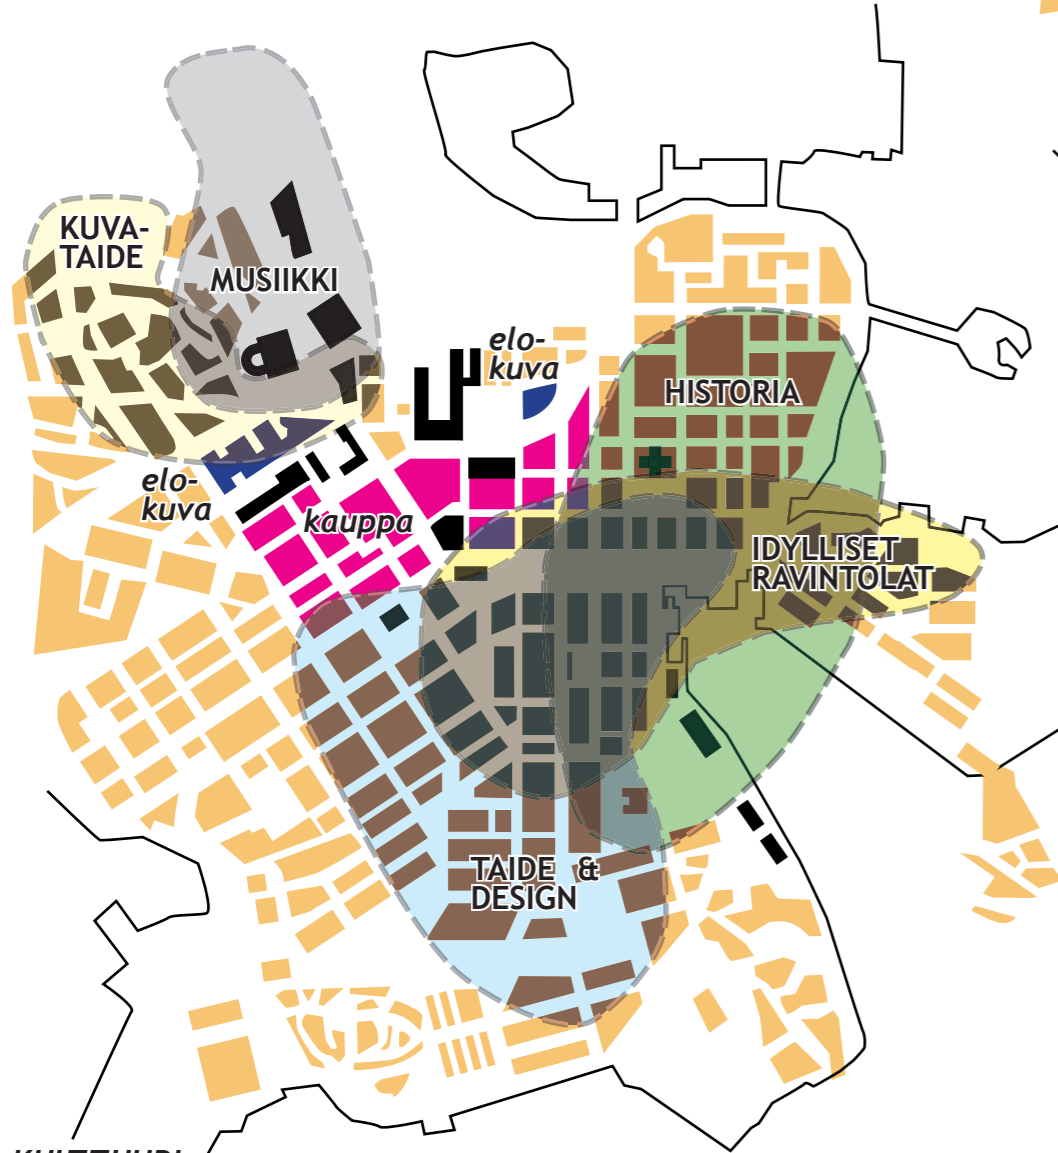 KUVA-
TAIDE
MUSIIKKI
elo-
kuva
HISTORIA
elo-
kuva
kauppa
IDYLLISET
RAVINTOLAT
TAIDE &
DESIGN